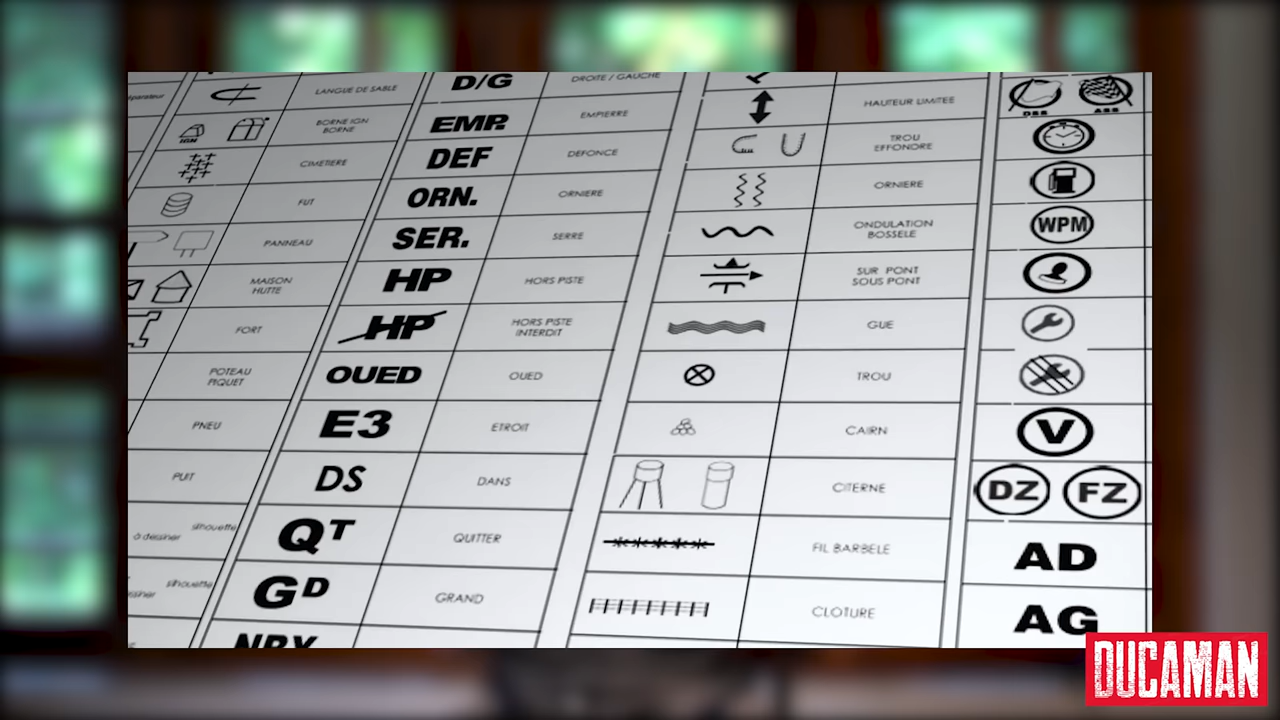 D/G
DROITE / GAUCHE
LANGUE DE SABLE
EMP.
EMPIERRE
HAUTEUR LIMITEE
IGN
BORNE IGN
BORNE
DEF
DEFONCE
TROU
EFFONDRE
CIMETIERE
ORN.
ORNIERE
ORNIERE
FUT
SER.
SERRE
ONDULATION
BOSSELE
WPM
PANNEAU
HP
HORS PISTE
SUR PONT
SOUS PONT
MAISON
HUTTE
HP
HORS PISTE
INTERDIT
GUE
FORT
OUED
OUED
TROU
POTEAU
PIQUET
E3
ETROIT
CAIRN
V
PNEU
DS
DANS
CITERNE
DZ
FZ
PUIT
QT
QUITTER
FIL BARBELE
AD
silhouette
à dessiner
GD
GRAND
CLOTURE
AG
silhouette
DUCAMAN